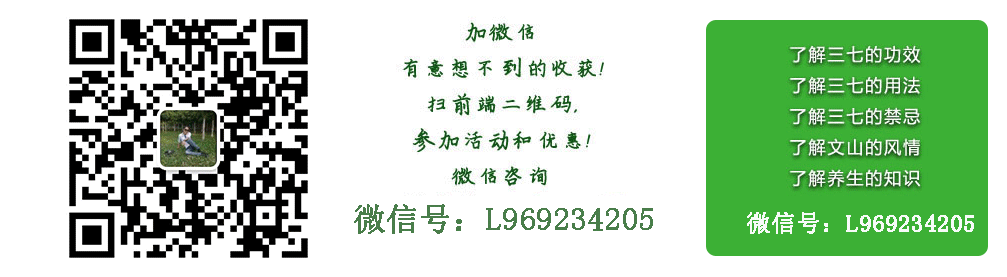 加微信
有意想不到的收获!
扫前端二维码,
参加活动和优惠!
微信咨询
微信号：L969234205
了解三七的功效
了解三七的用法
了解三七的禁忌
了解文山的风情
了解养生的知识
微信号：L969234205